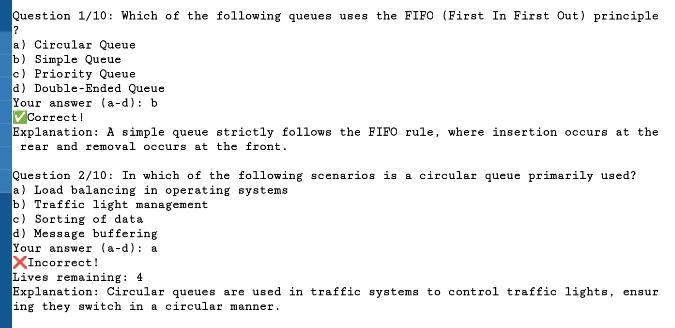 Question 1/10: Which of the following queues uses the FIFO (First In First Out) principle
?
a) Circular Queue
b) Simple Queue
c) Priority Queue
d) Double-Ended Queue
Your answer (a-d): b
✅Correct!
Explanation: A simple queue strictly follows the FIFO rule, where insertion occurs at the
rear and removal occurs at the front.
Question 2/10: In which of the following scenarios is a circular queue primarily used?
a) Load balancing in operating systems
b) Traffic light management
c) Sorting of data
d) Message buffering
Your answer (a-d): a
❌Incorrect!
Lives remaining: 4
Explanation: Circular queues are used in traffic systems to control traffic lights, ensur
ing they switch in a circular manner.